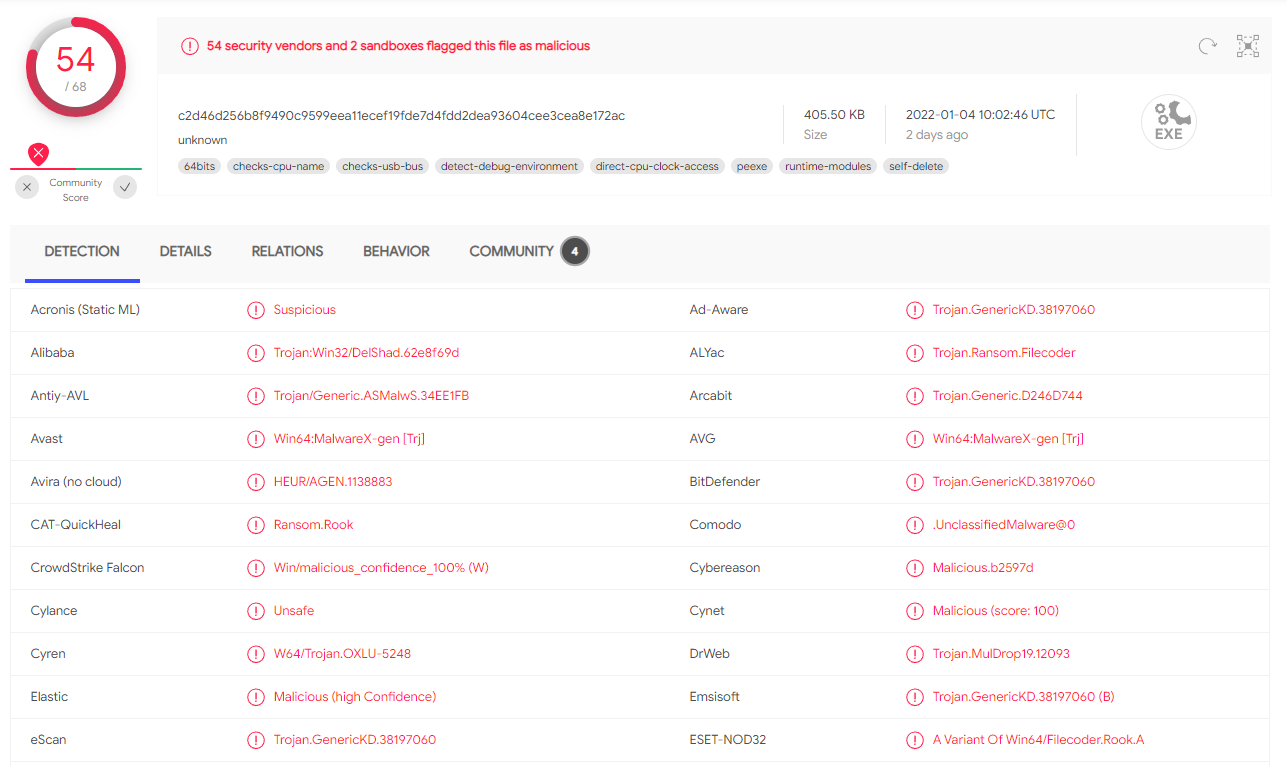 54
/ 68
54 security vendors and 2 sandboxes flagged this file as malicious
c2d46d256b8f9490c9599eea11ecef19fde7d4fdd2dea93604cee3cea8e172ac
unknown
405.50 KB
Size
2022-01-04 10:02:46 UTC
2 days ago
EXE
64bits checks-cpu-name checks-usb-bus detect-debug-environment direct-cpu-clock-access peexe runtime-modules self-delete
Community
Score
DETECTION DETAILS RELATIONS BEHAVIOR COMMUNITY 4
Acronis (Static ML) Suspicious Ad-Aware Trojan.GenericKD.38197060
Alibaba Trojan:Win32/DelShad.62e8f69d ALYac Trojan.Ransom.Filecoder
Antiy-AVL Trojan/Generic.ASMalwS.34EE1FB Arcabit Trojan.Generic.D246D744
Avast Win64:MalwareX-gen [Trj] AVG Win64:MalwareX-gen [Trj]
Avira (no cloud) HEUR/AGEN.1138883 BitDefender Trojan.GenericKD.38197060
CAT-QuickHeal Ransom.Rook Comodo .UnclassifiedMalware@0
CrowdStrike Falcon Win/malicious_confidence_100% (W) Cybereason Malicious.b2597d
Cylance Unsafe Cynet Malicious (score: 100)
Cyren W64/Trojan.OXLU-5248 DrWeb Trojan.MulDrop19.12093
Elastic Malicious (high Confidence) Emsisoft Trojan.GenericKD.38197060 (B)
eScan Trojan.GenericKD.38197060 ESET-NOD32 A Variant Of Win64/Filecoder.Rook.A